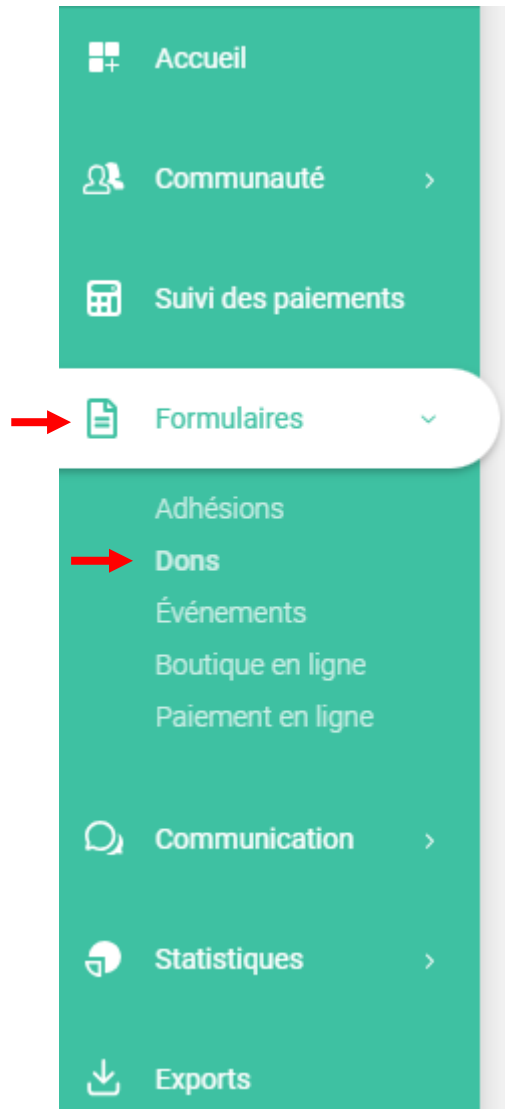 Accueil
Communauté
Suivi des paiements
Formulaires
Adhésions
Dons
Événements
Boutique en ligne
Paiement en ligne
Communication
Statistiques
Exports